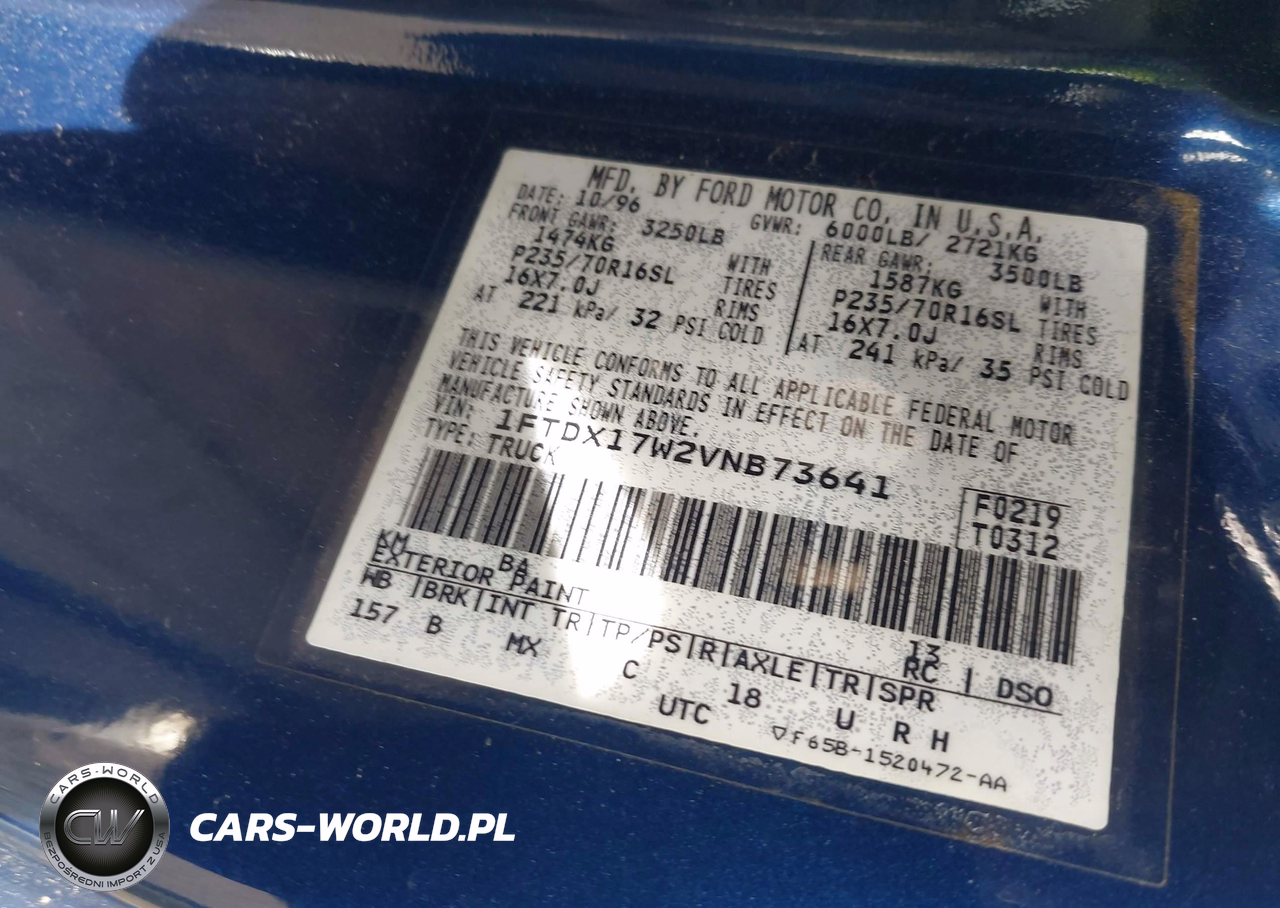 MFD. BY FORD MOTOR CO. IN U.S.A.
DATE: 10/96 GVWR: 6000LB/ 2721KG
FRONT GAWR: 3250LB REAR GAWR: 3500LB
1474KG WITH 1587KG WITH
P235/70R16SL TIRES P235/70R16SL TIRES
16X7.0J RIMS 16X7.0J RIMS
AT 221 kPa/ 32 PSI COLD AT 241 kPa/ 35 PSI COLD
THIS VEHICLE CONFORMS TO ALL APPLICABLE FEDERAL MOTOR
VEHICLE SAFETY STANDARDS IN EFFECT ON THE DATE OF
MANUFACTURE SHOWN ABOVE.
VIN: 1FTDX17W2VNB73641
TYPE: TRUCK
F0219
T0312
KM BA 13
EXTERIOR PAINT RC DSO
WB BRK INT TR TP/PS R AXLE TR SPR
157 B MX C 18 U R H
UTC ▽f65B-1520472-AA
CARS-WORLD
CW
BEZPOŚREDNI IMPORT Z USA
CARS-WORLD.PL